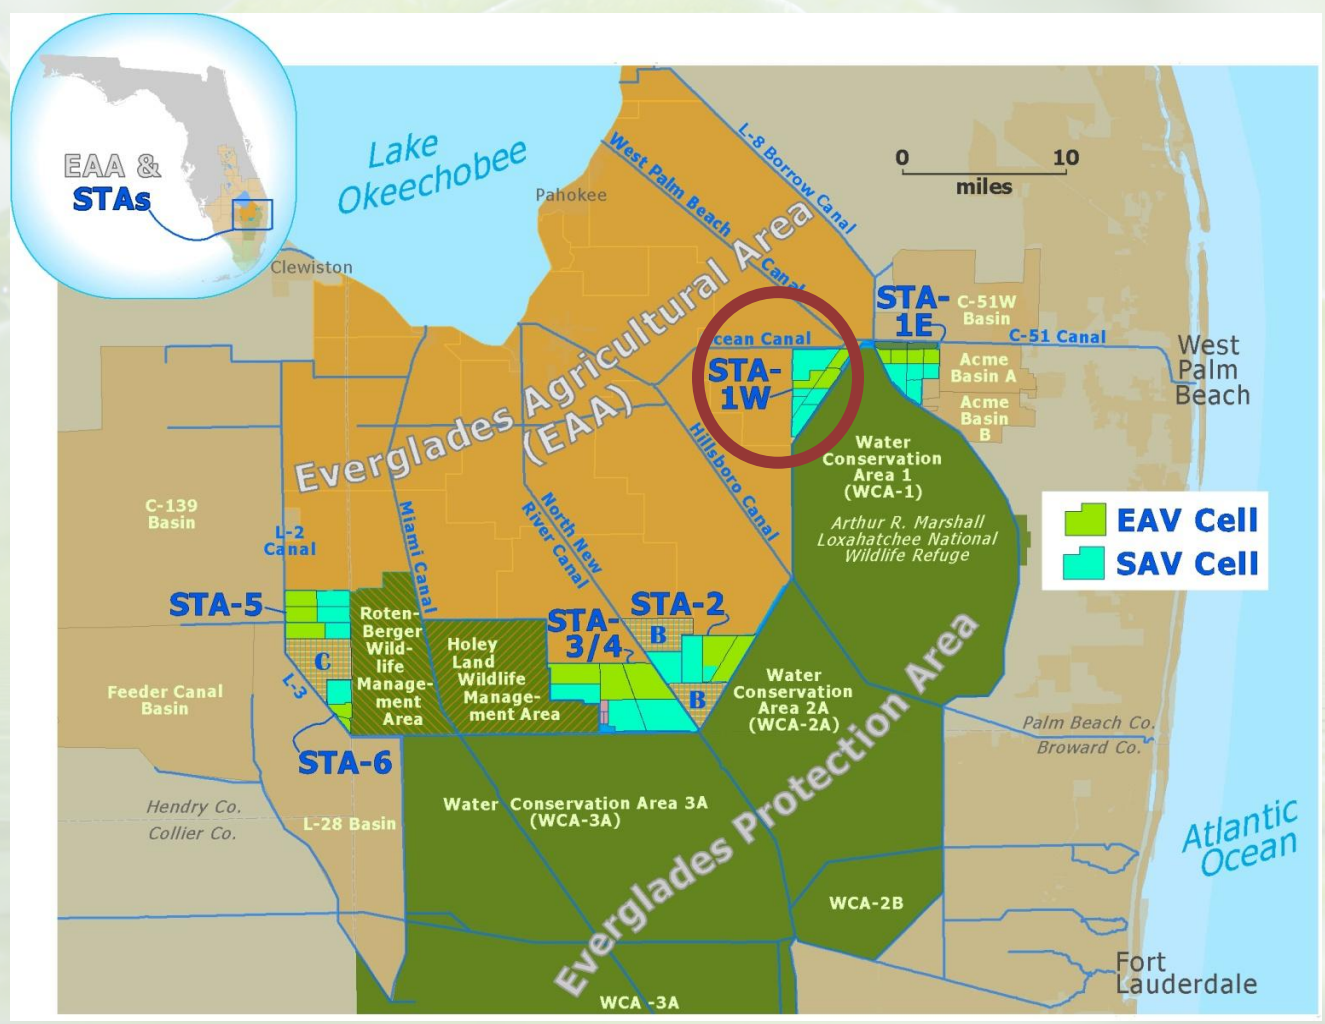 EAA &
STAs
Lake
Okeechobee
Clewiston
Pahokee
L-8 Borrow Canal
West Palm Beach
Canal
0 10
miles
Everglades Agricultural Area
(EAA)
STA-
1E
C-51W
Basin
C-51 Canal
Acme
Basin A
Acme
Basin
B
West
Palm
Beach
cean Canal
STA-
1W
Hillsboro Canal
Water
Conservation
Area 1
(WCA-1)
Arthur R. Marshall
Loxahatchee National
Wildlife Refuge
EAV Cell
SAV Cell
C-139
Basin
L-2
Canal
Miami Canal
North New
River Canal
STA-5
C
L-3
STA-6
Roten-
Berger
Wild-
life
Manage-
ment
Area
Holey
Land
Wildlife
Manage-
ment Area
STA-
3/4
STA-2
B
B
Water
Conservation
Area 2A
(WCA-2A)
Feeder Canal
Basin
Palm Beach Co.
Broward Co.
Hendry Co.
Collier Co.
L-28 Basin
Water Conservation Area 3A
(WCA-3A)
Everglades Protection Area
WCA-2B
WCA -3A
Atlantic
Ocean
Fort
Lauderdale